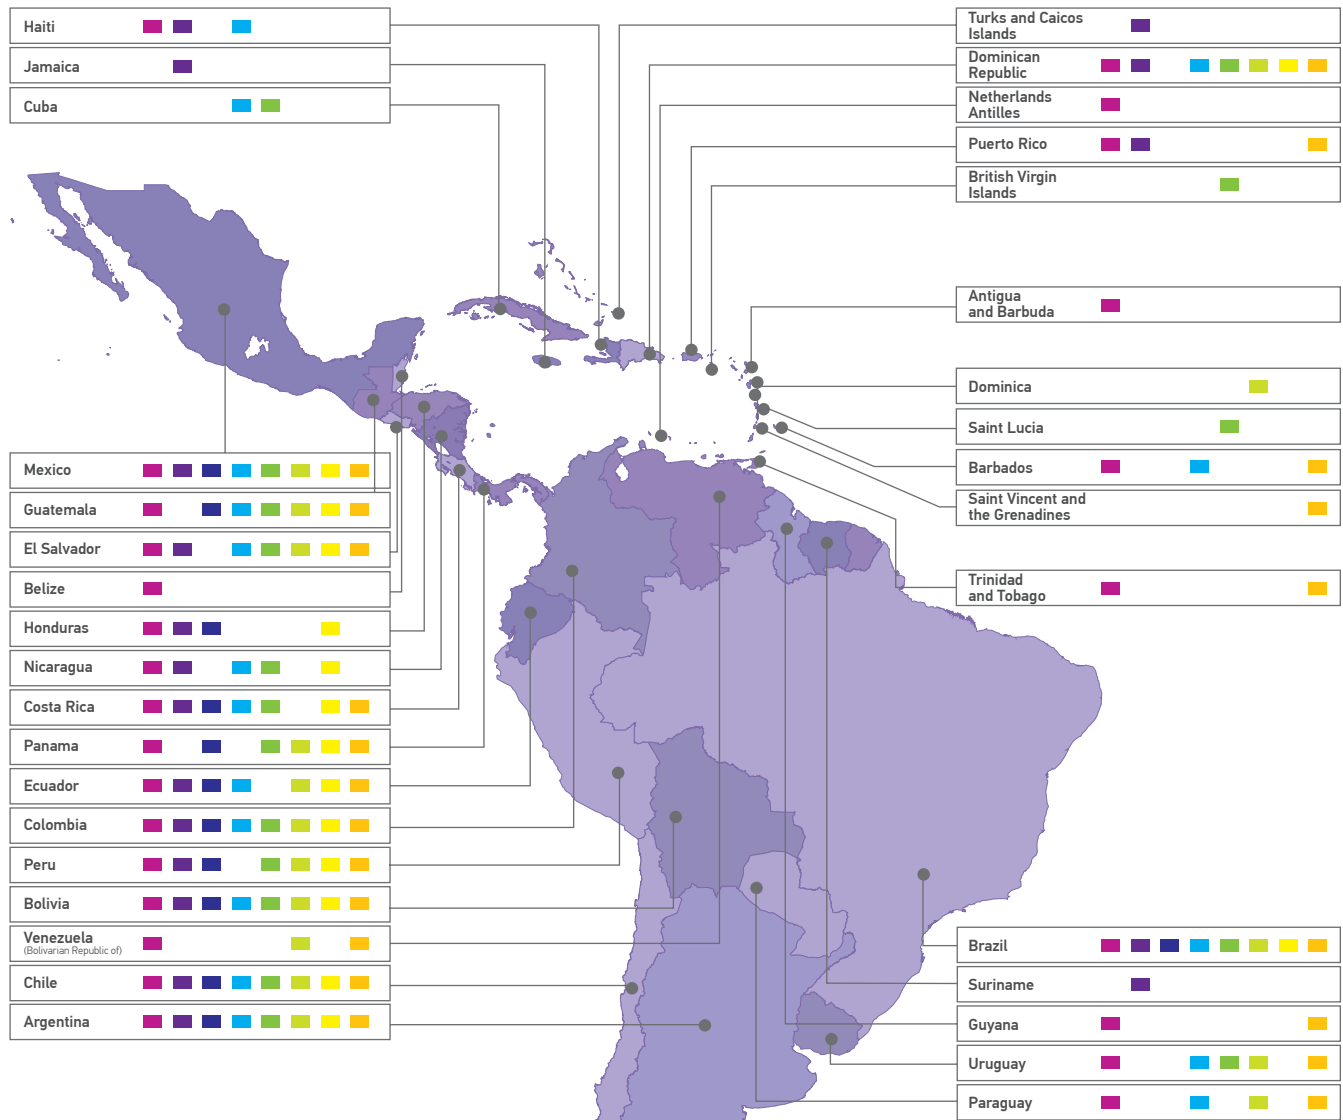 Haiti
Jamaica
Cuba
Turks and Caicos
Islands
Dominican
Republic
Netherlands
Antilles
Puerto Rico
British Virgin
Islands
Antigua
and Barbuda
Dominica
Saint Lucia
Barbados
Saint Vincent and
the Grenadines
Trinidad
and Tobago
Mexico
Guatemala
El Salvador
Belize
Honduras
Nicaragua
Costa Rica
Panama
Ecuador
Colombia
Peru
Bolivia
Venezuela
(Bolivarian Republic of)
Chile
Argentina
Brazil
Suriname
Guyana
Uruguay
Paraguay